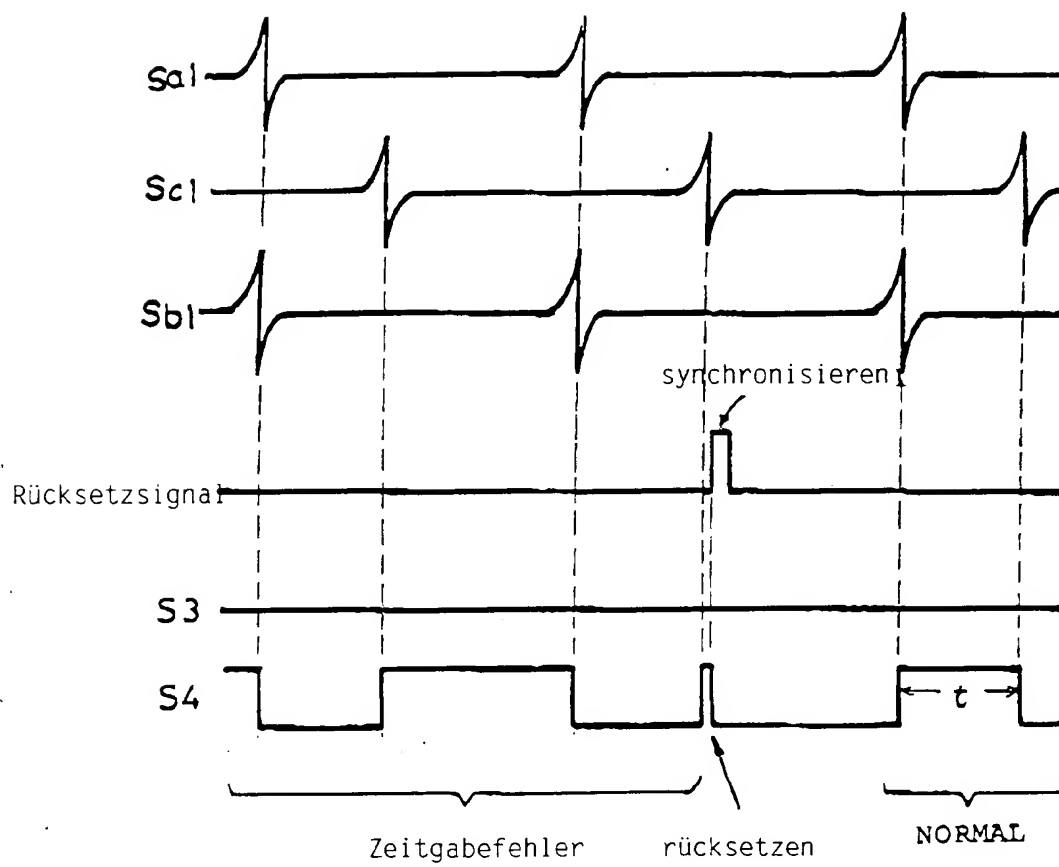 Sa1
Sc1
Sb1
synchronisieren
Rücksetzsignal
S3
S4
t
Zeitgabefehler
rücksetzen
NORMAL